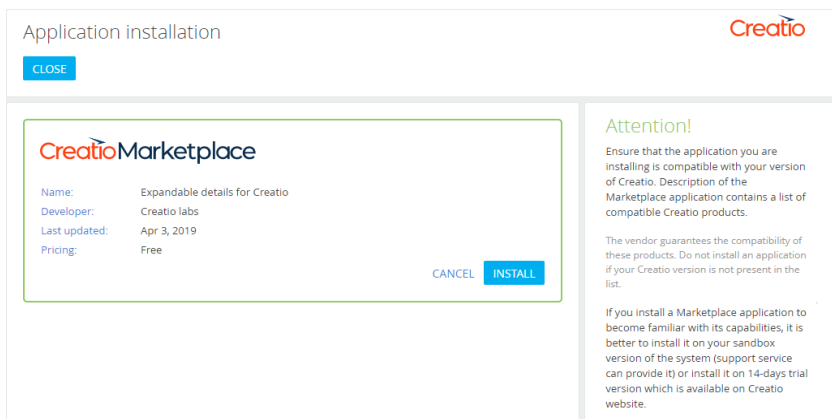 Application installation
Creatio
CLOSE
Creatio Marketplace
Name: Expandable details for Creatio
Developer: Creatio labs
Last updated: Apr 3, 2019
Pricing: Free
CANCEL INSTALL
Attention!
Ensure that the application you are
installing is compatible with your version
of Creatio. Description of the
Marketplace application contains a list of
compatible Creatio products.
The vendor guarantees the compatibility of
these products. Do not install an application
if your Creatio version is not present in the
list.
If you install a Marketplace application to
become familiar with its capabilities, it is
better to install it on your sandbox
version of the system (support service
can provide it) or install it on 14-days trial
version which is available on Creatio
website.